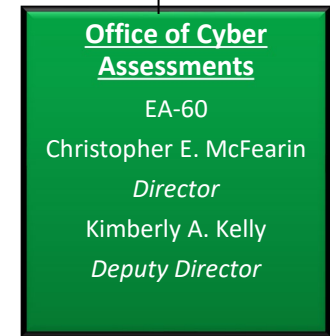 Office of Cyber
Assessments
EA-60
Christopher E. McFearin
Director
Kimberly A. Kelly
Deputy Director